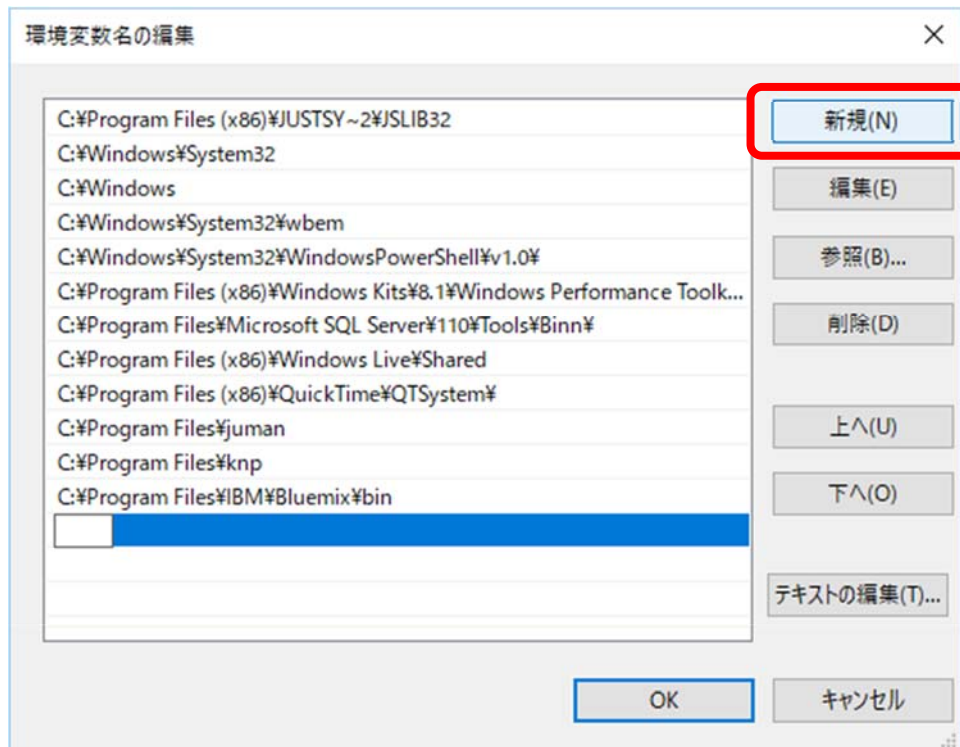 環境変数名の編集
C:¥Program Files (x86)¥JUSTSY~2¥JSLIB32
C:¥Windows¥System32
C:¥Windows
C:¥Windows¥System32¥wbem
C:¥Windows¥System32¥WindowsPowerShell¥v1.0¥
C:¥Program Files (x86)¥Windows Kits¥8.1¥Windows Performance Toolk...
C:¥Program Files¥Microsoft SQL Server¥110¥Tools¥Binn¥
C:¥Program Files (x86)¥Windows Live¥Shared
C:¥Program Files (x86)¥QuickTime¥QTSystem¥
C:¥Program Files¥juman
C:¥Program Files¥knp
C:¥Program Files¥IBM¥Bluemix¥bin
新規(N)
編集(E)
参照(B)...
削除(D)
上へ(U)
下へ(O)
テキストの編集(T)...
OK
キャンセル